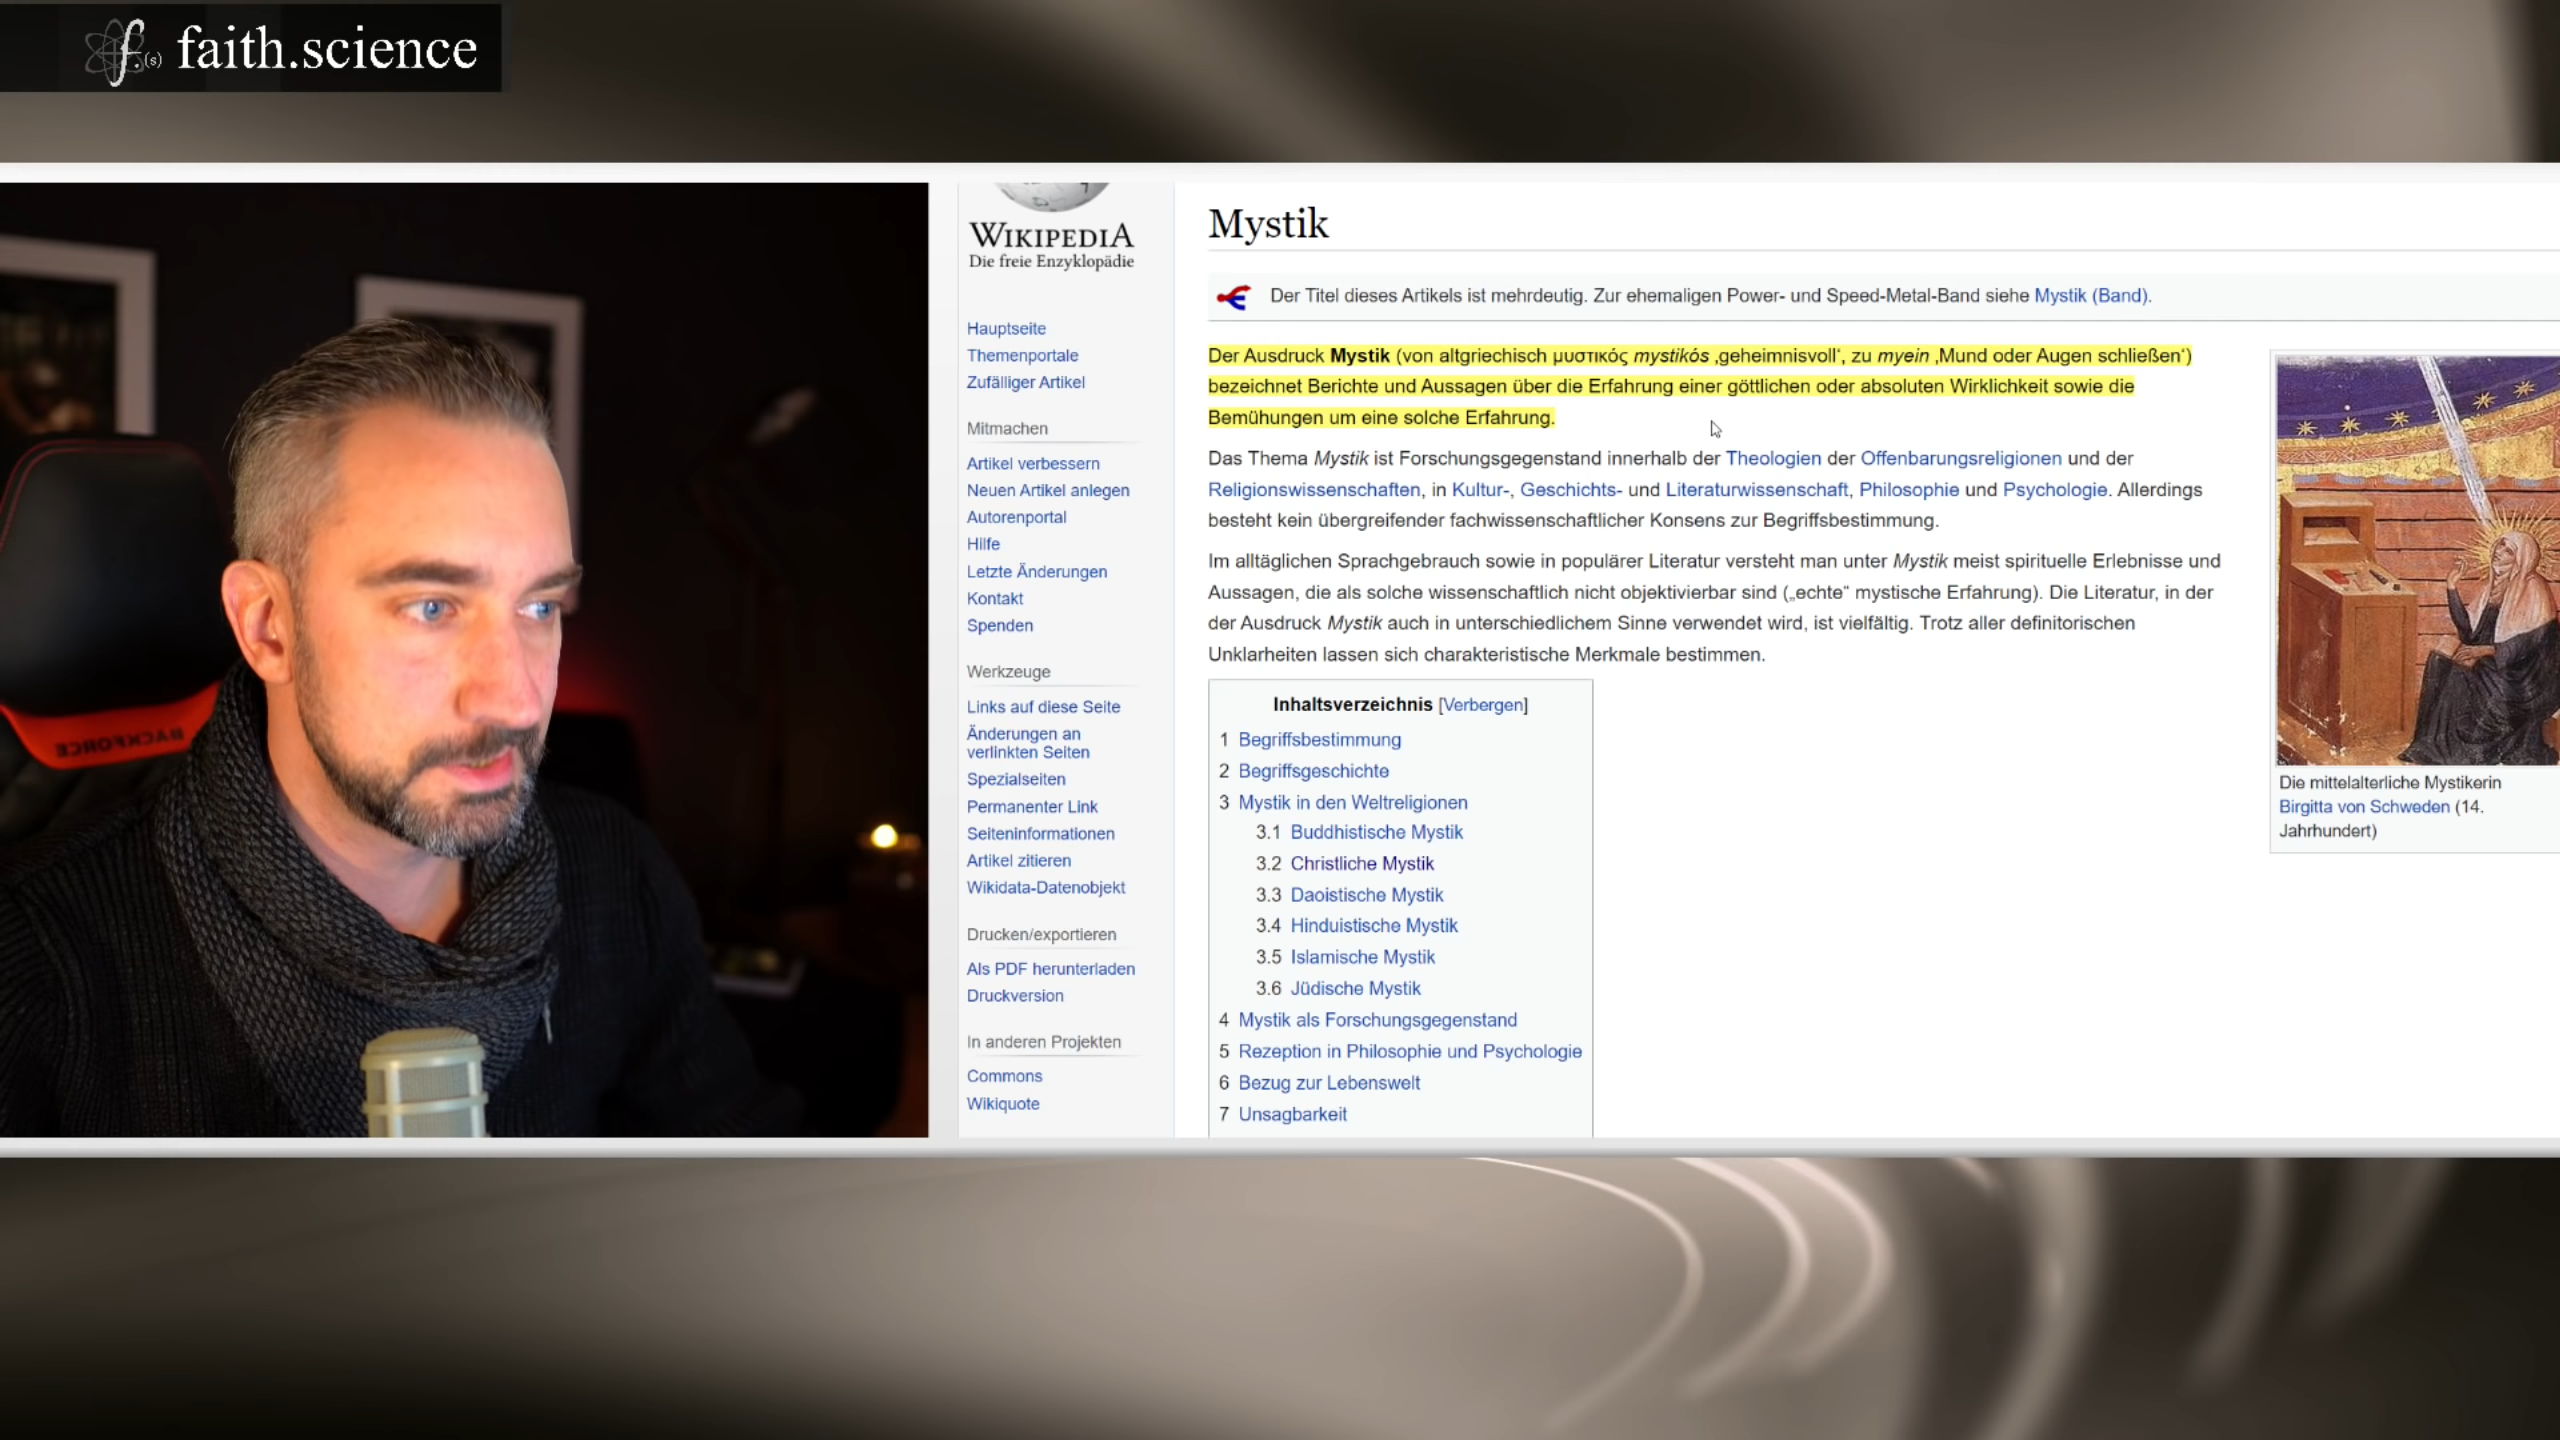 f.(s) faith.science
BACKFORCE
WIKIPEDIA
Die freie Enzyklopädie
Hauptseite
Themenportale
Zufälliger Artikel
Mitmachen
Artikel verbessern
Neuen Artikel anlegen
Autorenportal
Hilfe
Letzte Änderungen
Kontakt
Spenden
Werkzeuge
Links auf diese Seite
Änderungen an
verlinkten Seiten
Spezialseiten
Permanenter Link
Seiteninformationen
Artikel zitieren
Wikidata-Datenobjekt
Drucken/exportieren
Als PDF herunterladen
Druckversion
In anderen Projekten
Commons
Wikiquote
Mystik
Der Titel dieses Artikels ist mehrdeutig. Zur ehemaligen Power- und Speed-Metal-Band siehe Mystik (Band).
Der Ausdruck Mystik (von altgriechisch μυστικός mystikós ‚geheimnisvoll‘, zu myein ‚Mund oder Augen schließen‘)
bezeichnet Berichte und Aussagen über die Erfahrung einer göttlichen oder absoluten Wirklichkeit sowie die
Bemühungen um eine solche Erfahrung.
Das Thema Mystik ist Forschungsgegenstand innerhalb der Theologien der Offenbarungsreligionen und der
Religionswissenschaften, in Kultur-, Geschichts- und Literaturwissenschaft, Philosophie und Psychologie. Allerdings
besteht kein übergreifender fachwissenschaftlicher Konsens zur Begriffsbestimmung.
Im alltäglichen Sprachgebrauch sowie in populärer Literatur versteht man unter Mystik meist spirituelle Erlebnisse und
Aussagen, die als solche wissenschaftlich nicht objektivierbar sind („echte“ mystische Erfahrung). Die Literatur, in der
der Ausdruck Mystik auch in unterschiedlichem Sinne verwendet wird, ist vielfältig. Trotz aller definitorischen
Unklarheiten lassen sich charakteristische Merkmale bestimmen.
Inhaltsverzeichnis [Verbergen]
1 Begriffsbestimmung
2 Begriffsgeschichte
3 Mystik in den Weltreligionen
3.1 Buddhistische Mystik
3.2 Christliche Mystik
3.3 Daoistische Mystik
3.4 Hinduistische Mystik
3.5 Islamische Mystik
3.6 Jüdische Mystik
4 Mystik als Forschungsgegenstand
5 Rezeption in Philosophie und Psychologie
6 Bezug zur Lebenswelt
7 Unsagbarkeit
Die mittelalterliche Mystikerin
Birgitta von Schweden (14.
Jahrhundert)